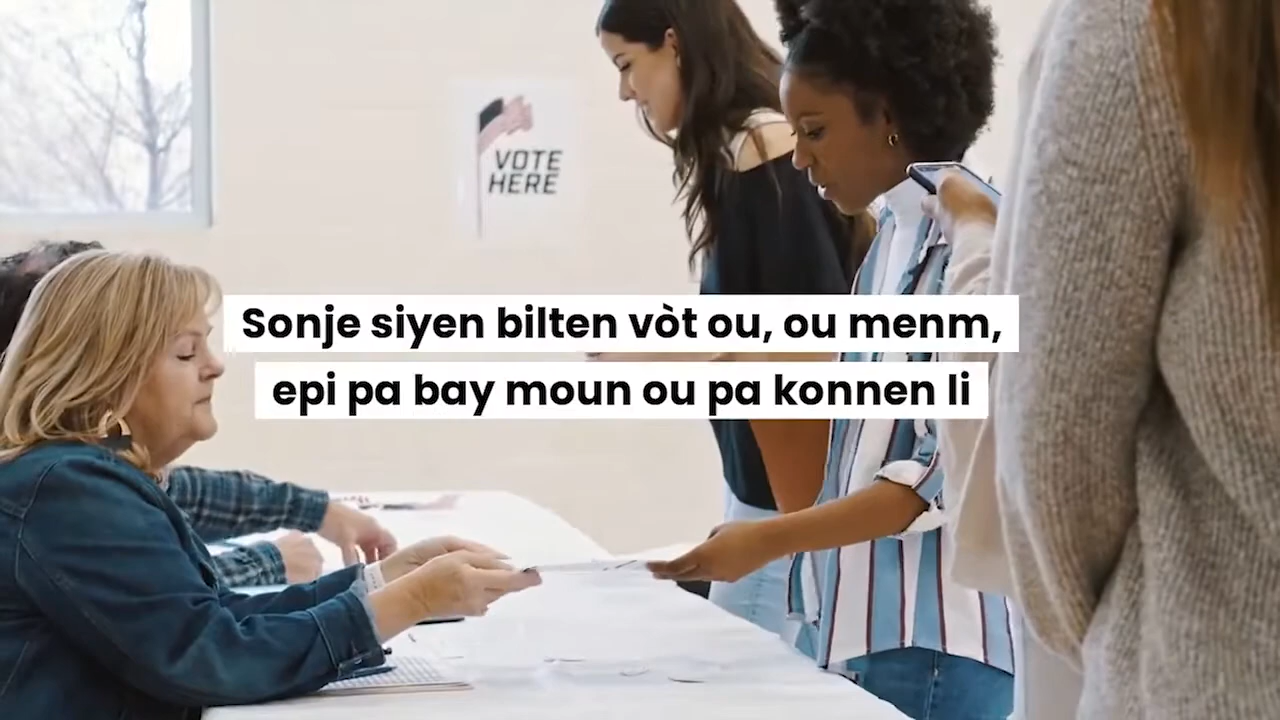 VOTE
HERE
Sonje siyen bilten vòt ou, ou menm,
epi pa bay moun ou pa konnen li